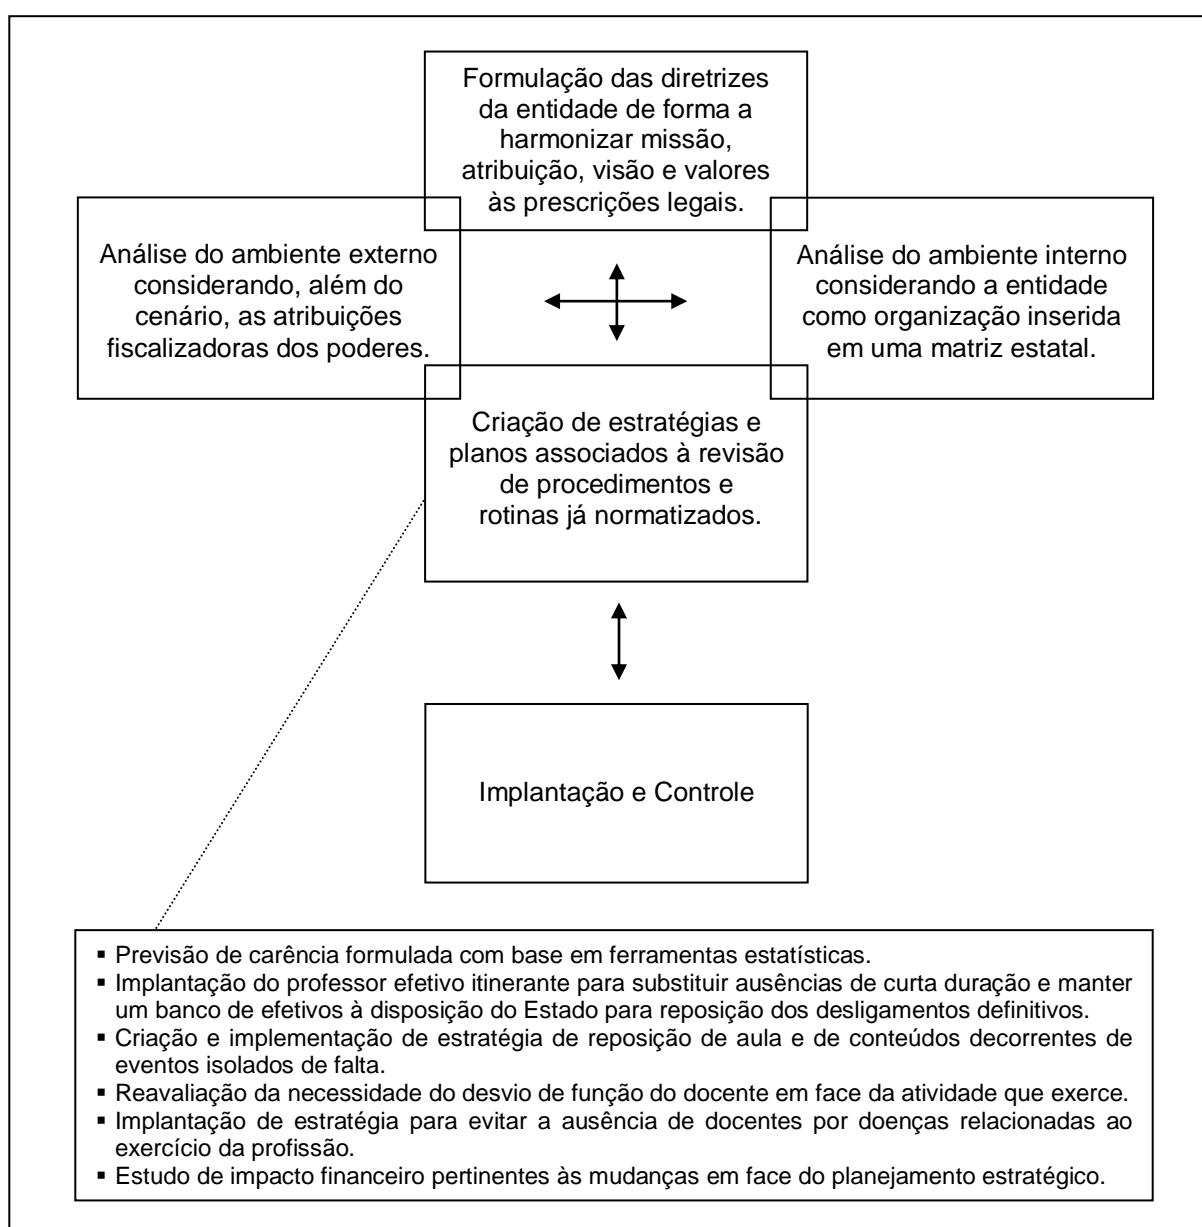 Formulação das diretrizes
da entidade de forma a
harmonizar missão,
atribuição, visão e valores
às prescrições legais.
Análise do ambiente externo
considerando, além do
cenário, as atribuições
fiscalizadoras dos poderes.
Análise do ambiente interno
considerando a entidade
como organização inserida
em uma matriz estatal.
Criação de estratégias e
planos associados à revisão
de procedimentos e
rotinas já normatizados.
Implantação e Controle
▪ Previsão de carência formulada com base em ferramentas estatísticas.
▪ Implantação do professor efetivo itinerante para substituir ausências de curta duração e manter
um banco de efetivos à disposição do Estado para reposição dos desligamentos definitivos.
▪ Criação e implementação de estratégia de reposição de aula e de conteúdos decorrentes de
eventos isolados de falta.
▪ Reavaliação da necessidade do desvio de função do docente em face da atividade que exerce.
▪ Implantação de estratégia para evitar a ausência de docentes por doenças relacionadas ao
exercício da profissão.
▪ Estudo de impacto financeiro pertinentes às mudanças em face do planejamento estratégico.